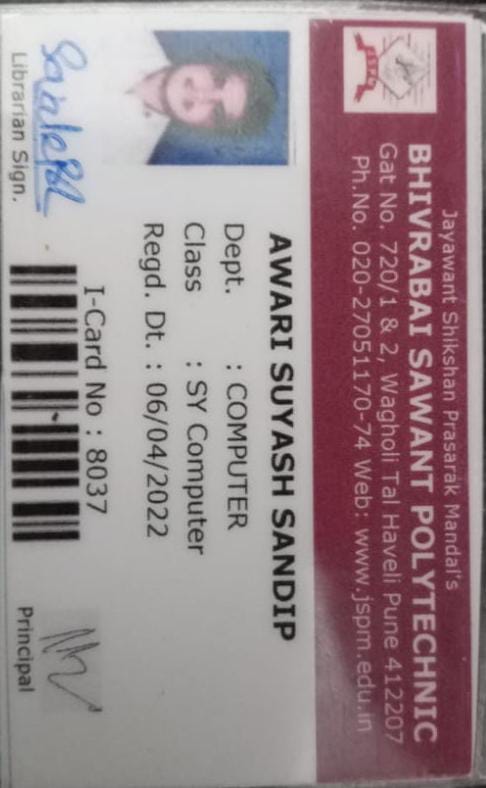 Jayawant Shikshan Prasarak Mandal's
BHIVRABAI SAWANT POLYTECHNIC
Gat No. 720/1 & 2, Wagholi Tal Haveli Pune 412207
Ph.No. 020-27051170-74 Web: www.jspm.edu.in
AWARI SUYASH SANDIP
Dept. : COMPUTER
Class : SY Computer
Regd. Dt. : 06/04/2022
I-Card No : 8037
Librarian Sign.
Principal